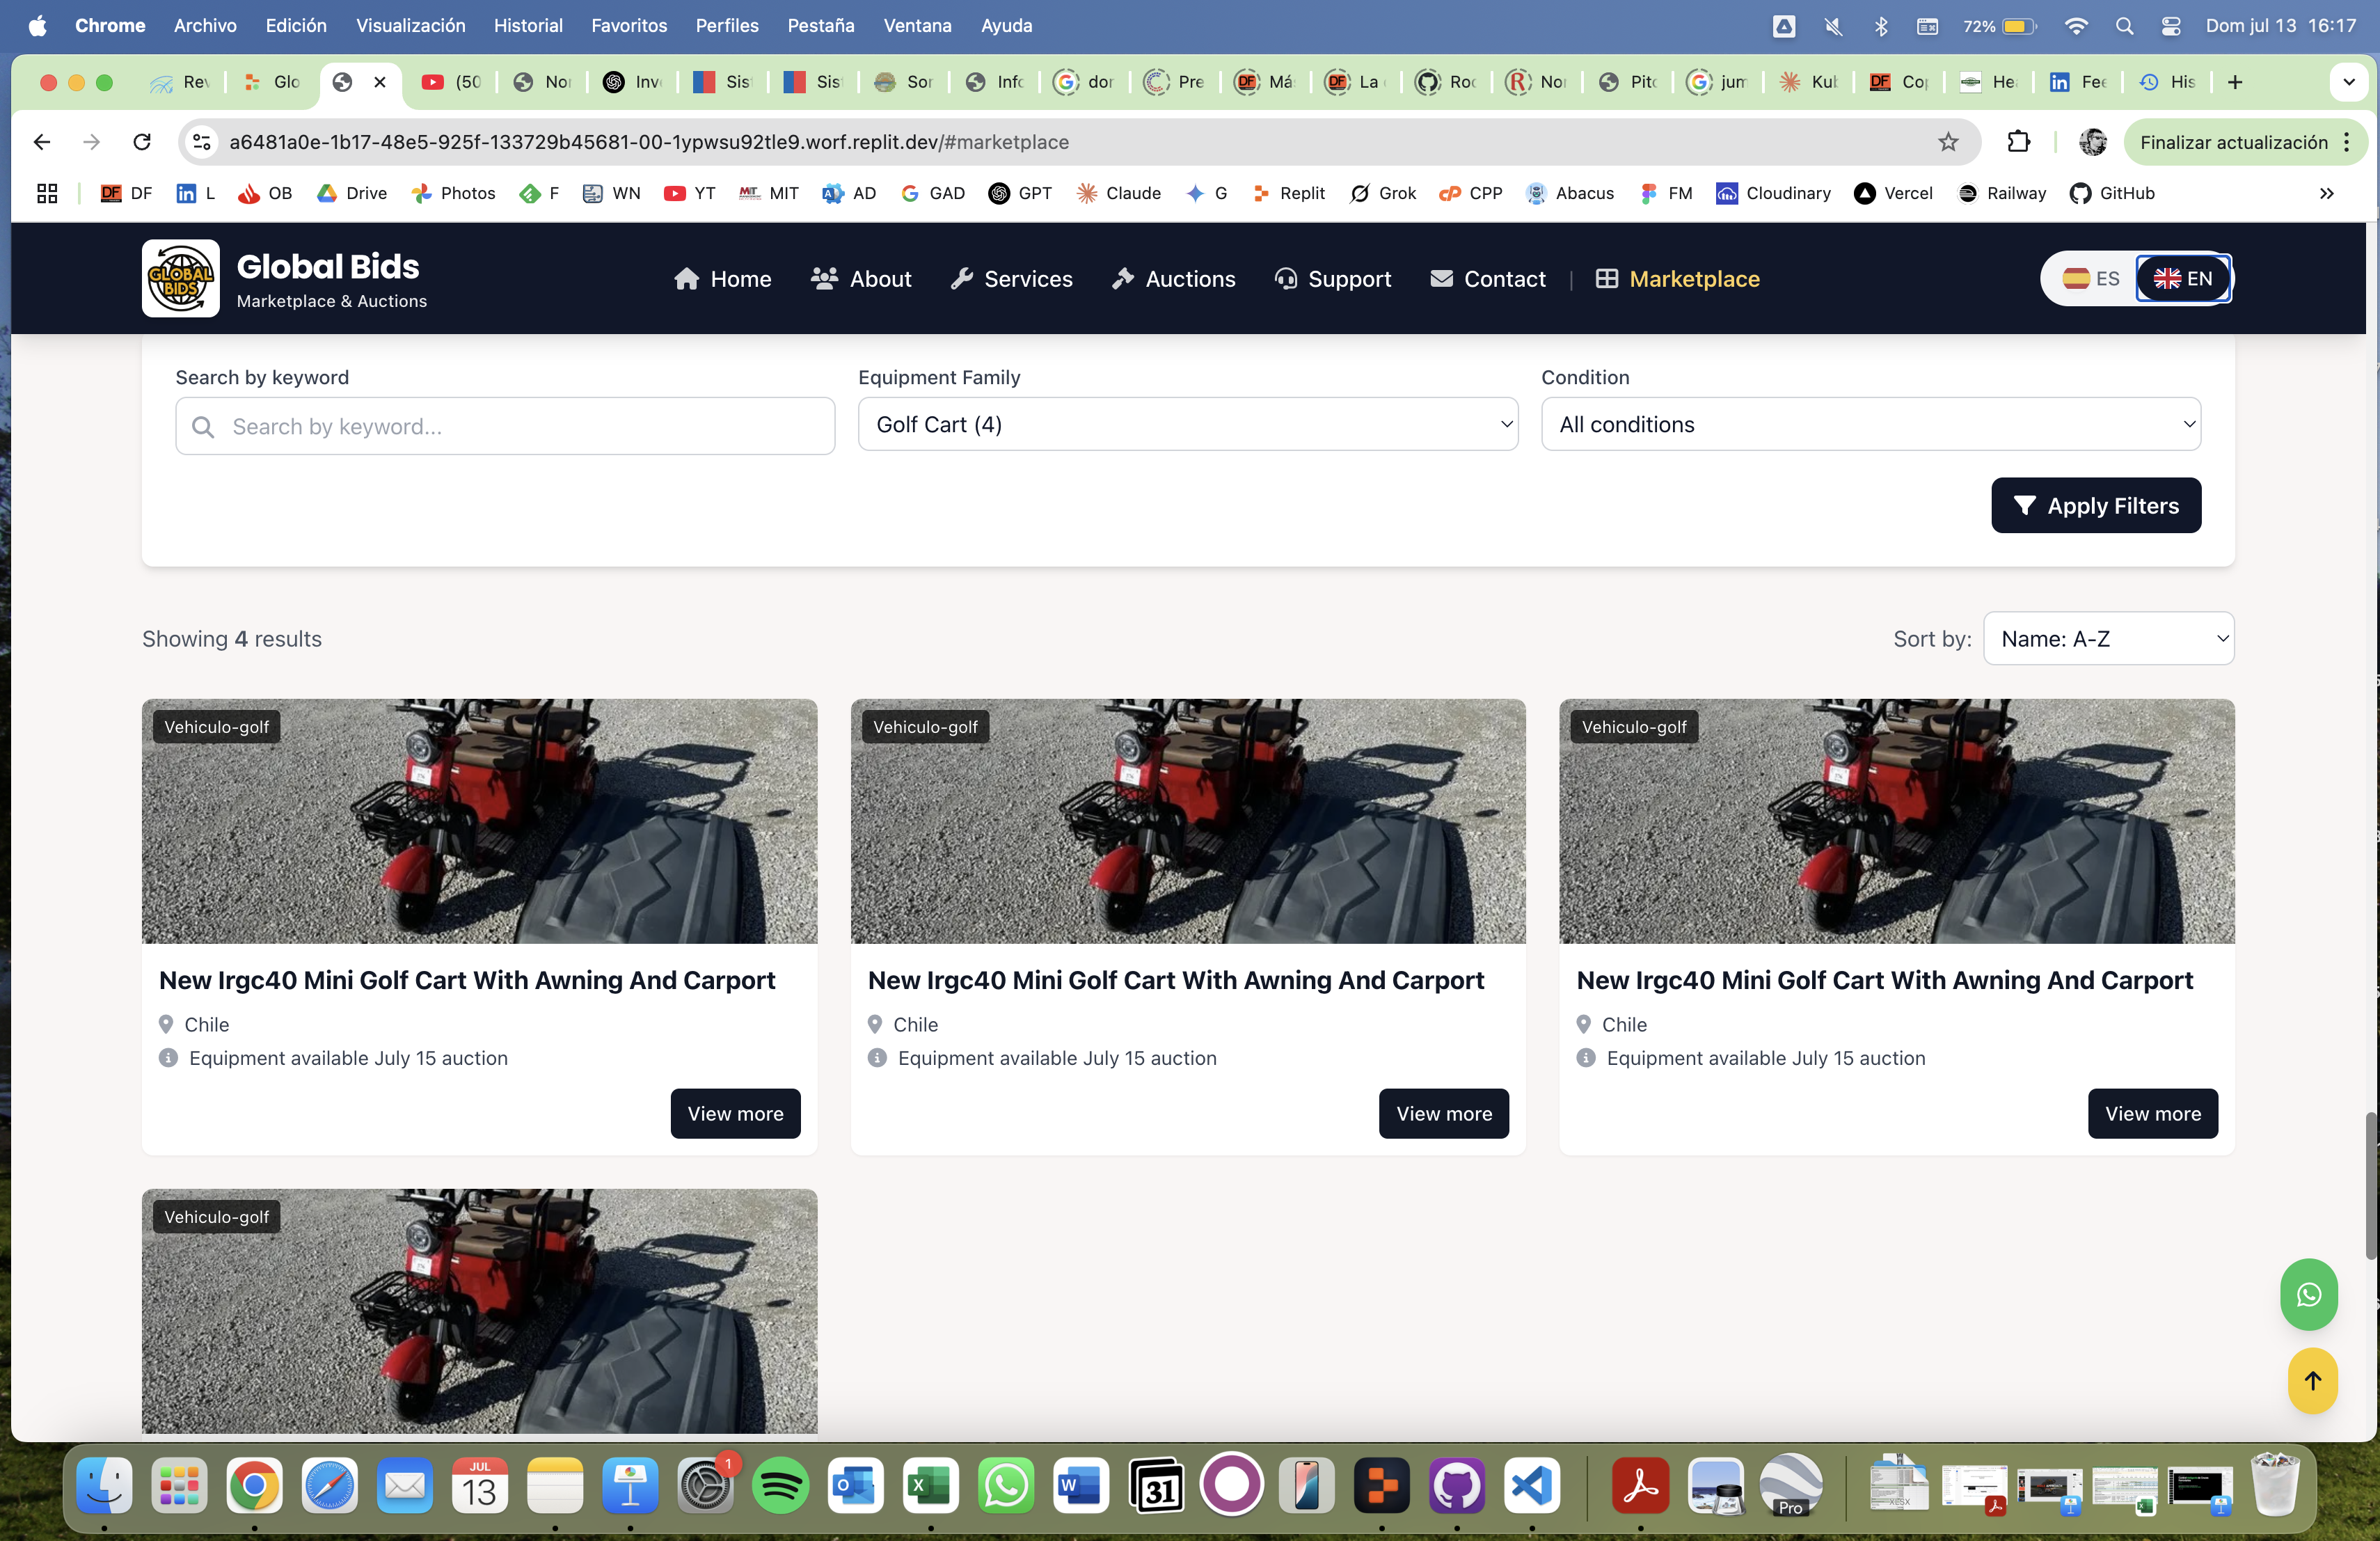 Chrome Archivo Edición Visualización Historial Favoritos Perfiles Pestaña Ventana Ayuda 72% Dom jul 13 16:17
Rev Glo (50 Nor Inv Sis Sis Sor Info dor Pre Má La Roc Nor Pito jum Kub Cop Hea Fee His
a6481a0e-1b17-48e5-925f-133729b45681-00-1ypwsu92tle9.worf.replit.dev/#marketplace
Finalizar actualización
DF L OB Drive Photos F WN YT MIT AD GAD GPT Claude G Replit Grok CPP Abacus FM Cloudinary Vercel Railway GitHub
GLOBAL BIDS
Global Bids
Marketplace & Auctions
Home About Services Auctions Support Contact | Marketplace
ES EN
Search by keyword Equipment Family Condition
Search by keyword... Golf Cart (4) All conditions
Apply Filters
Showing 4 results Sort by: Name: A-Z
Vehiculo-golf Vehiculo-golf Vehiculo-golf
New Irgc40 Mini Golf Cart With Awning And Carport New Irgc40 Mini Golf Cart With Awning And Carport New Irgc40 Mini Golf Cart With Awning And Carport
Chile Chile Chile
Equipment available July 15 auction Equipment available July 15 auction Equipment available July 15 auction
View more View more View more
Vehiculo-golf
JUL
13
1
31
Pro
XLSX